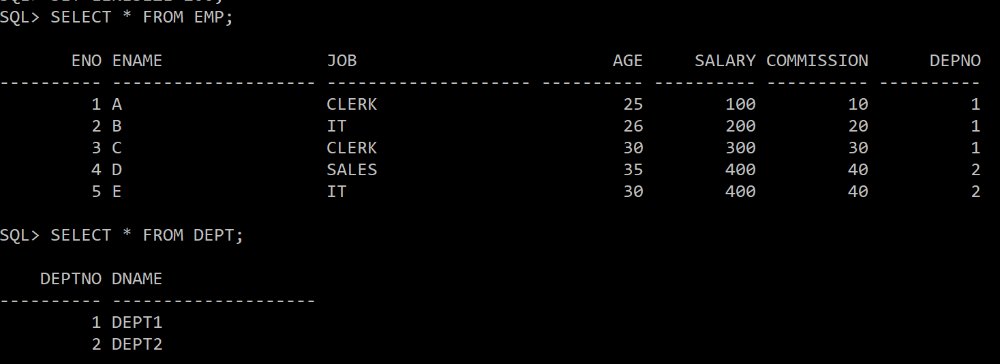 SQL> SELECT * FROM EMP;
ENO ENAME JOB AGE SALARY COMMISSION DEPNO
---------- -------------------- -------------------- ---------- ---------- ---------- ----------
1 A CLERK 25 100 10 1
2 B IT 26 200 20 1
3 C CLERK 30 300 30 1
4 D SALES 35 400 40 2
5 E IT 30 400 40 2
SQL> SELECT * FROM DEPT;
DEPTNO DNAME
---------- --------------------
1 DEPT1
2 DEPT2